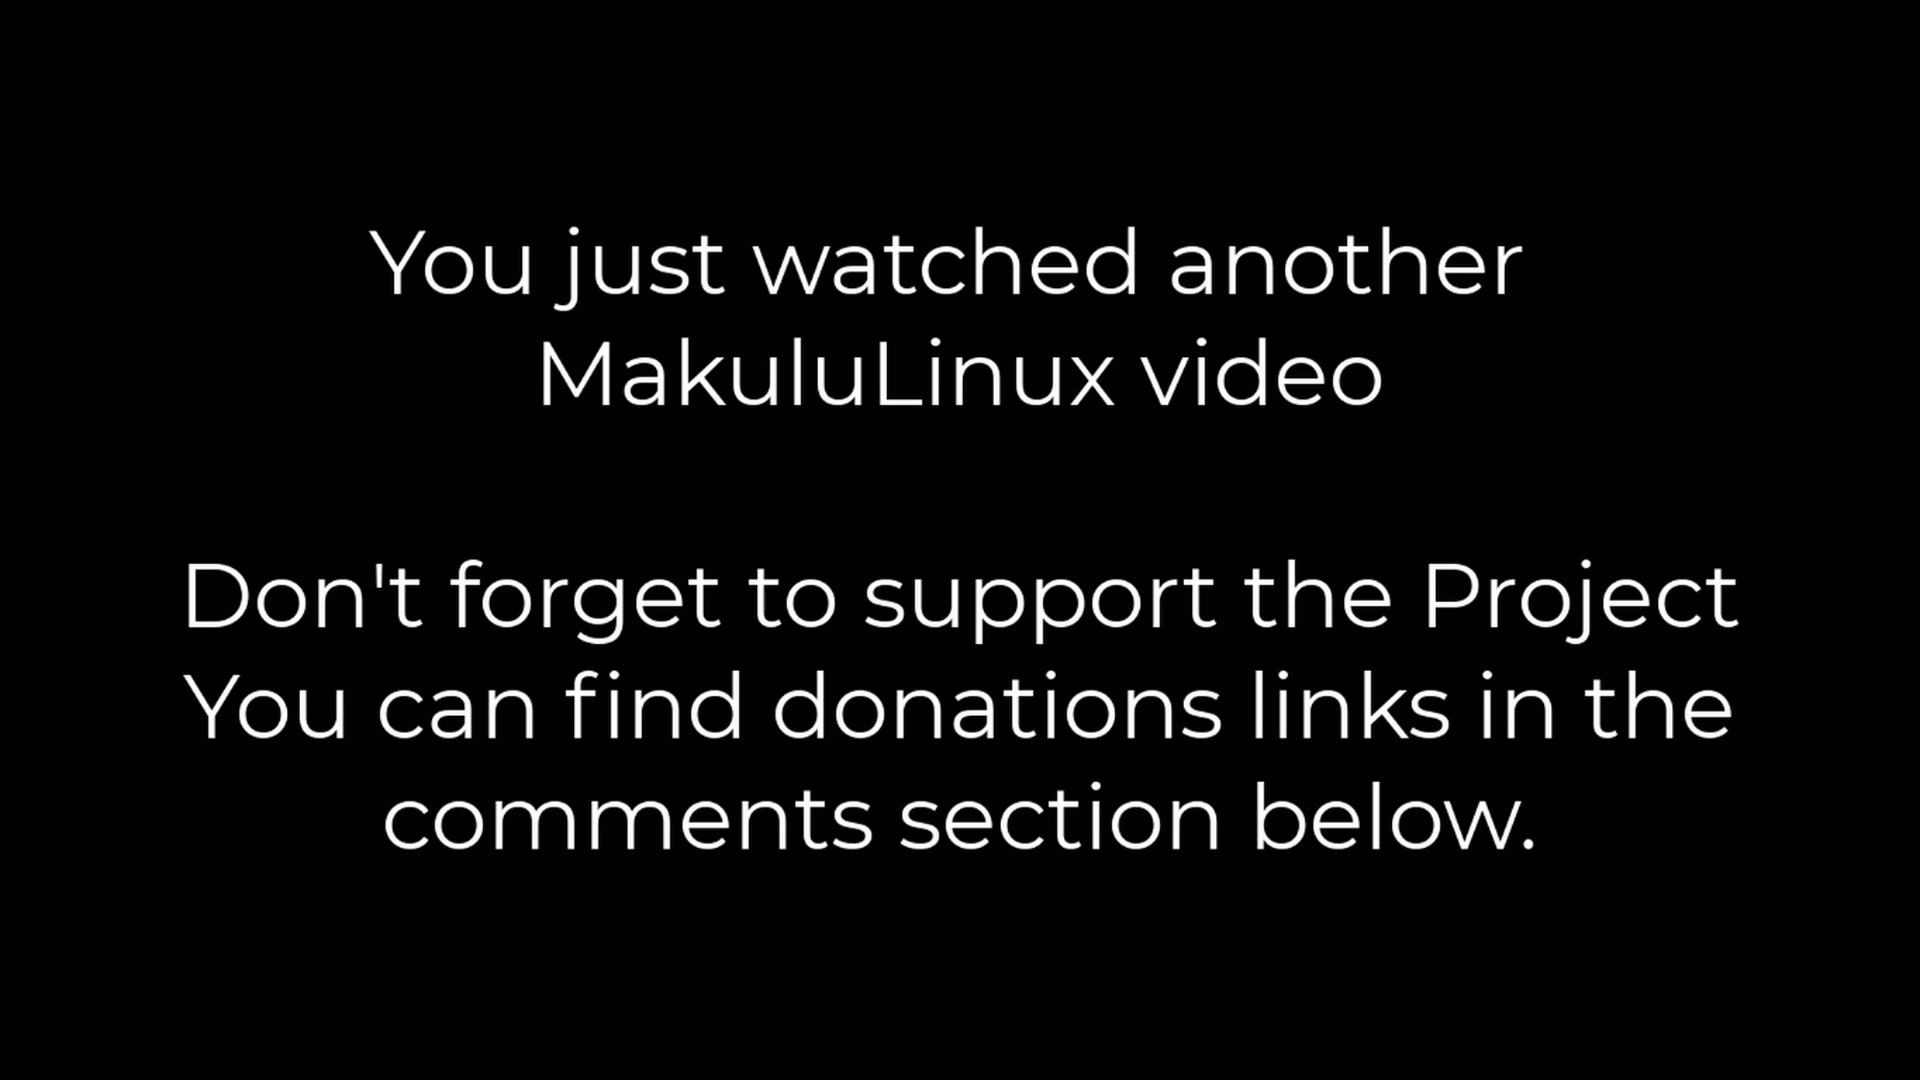 You just watched another
MakuluLinux video
Don't forget to support the Project
You can find donations links in the
comments section below.